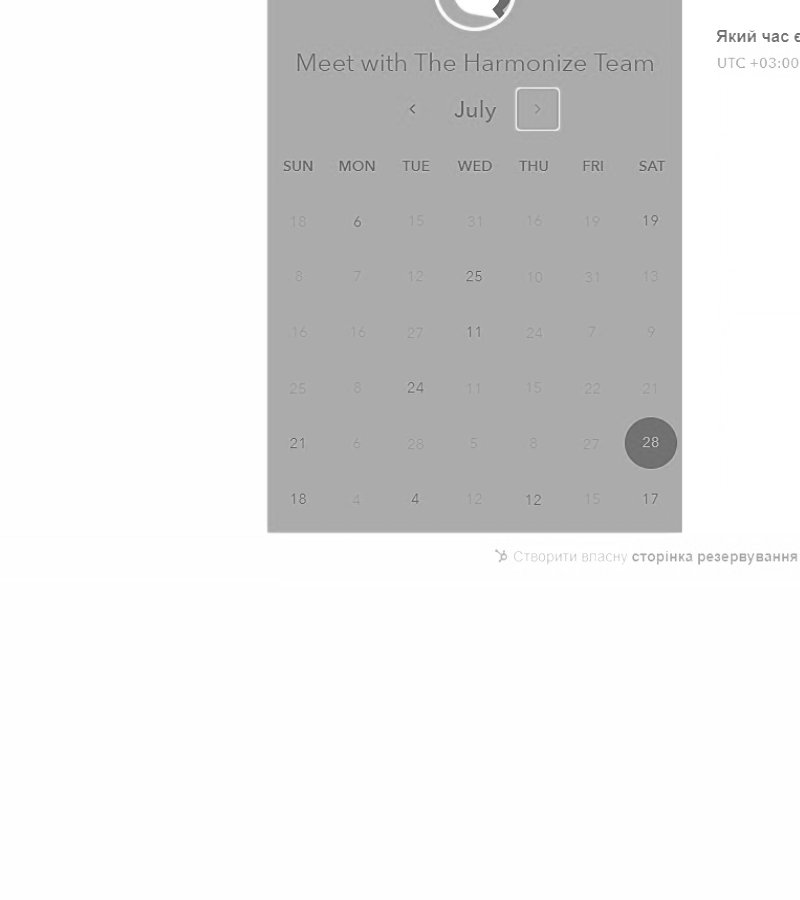 Який час є
UTC +03:00
Meet with The Harmonize Team
July
SUN MON TUE WED THU FRI SAT
18 6 15 31 16 19 19
8 7 12 25 10 31 13
16 16 27 11 24 7 9
25 8 24 11 15 22 21
21 6 28 5 8 27 28
18 4 4 12 12 15 17
Створити власну сторінка резервування